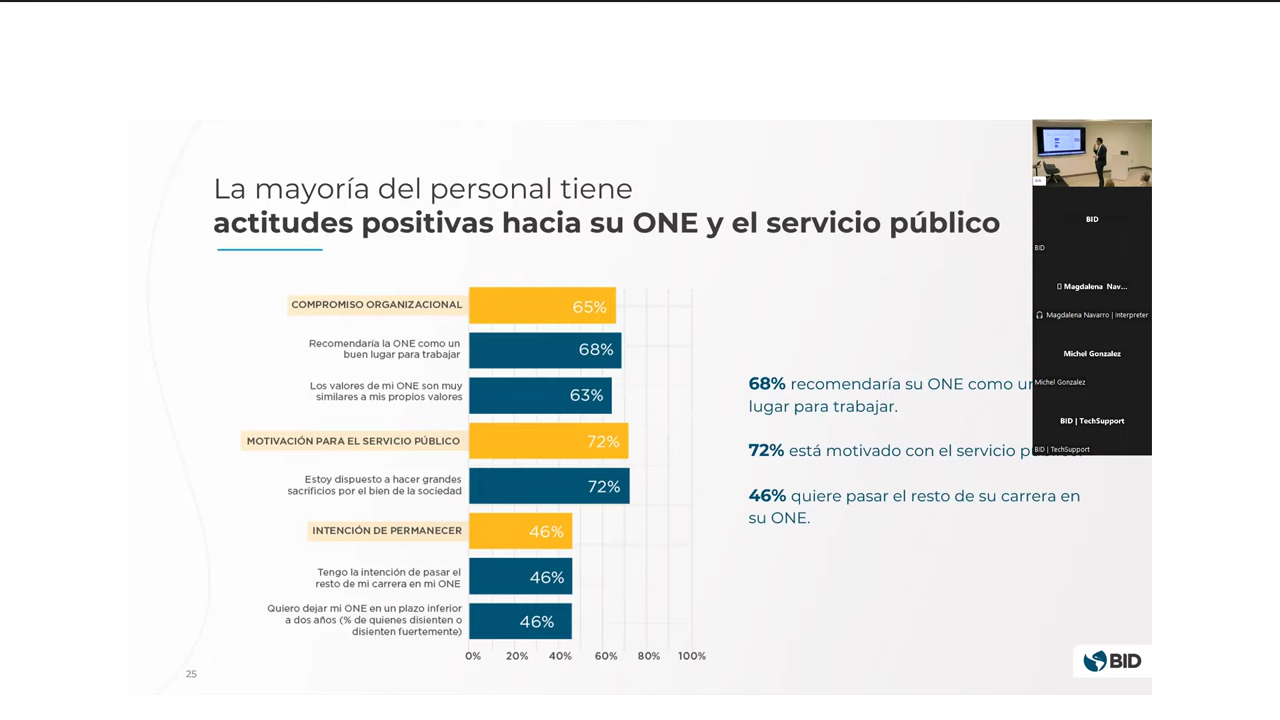 La mayoría del personal tiene
actitudes positivas hacia su ONE y el servicio público
COMPROMISO ORGANIZACIONAL
65%
Recomendaría la ONE como un
buen lugar para trabajar
68%
Los valores de mi ONE son muy
similares a mis propios valores
63%
MOTIVACIÓN PARA EL SERVICIO PÚBLICO
72%
Estoy dispuesto a hacer grandes
sacrificios por el bien de la sociedad
72%
INTENCIÓN DE PERMANECER
46%
Tengo la intención de pasar el
resto de mi carrera en mi ONE
46%
Quiero dejar mi ONE en un plazo inferior
a dos años (% de quienes disienten o
disienten fuertemente)
46%
0% 20% 40% 60% 80% 100%
68% recomendaría su ONE como un
lugar para trabajar.
72% está motivado con el servicio
46% quiere pasar el resto de su carrera en
su ONE.
25
BID
BID
BID
Magdalena Nav...
Magdalena Navarro | Interpreter
Michel Gonzalez
Michel Gonzalez
BID | TechSupport
BID | TechSupport